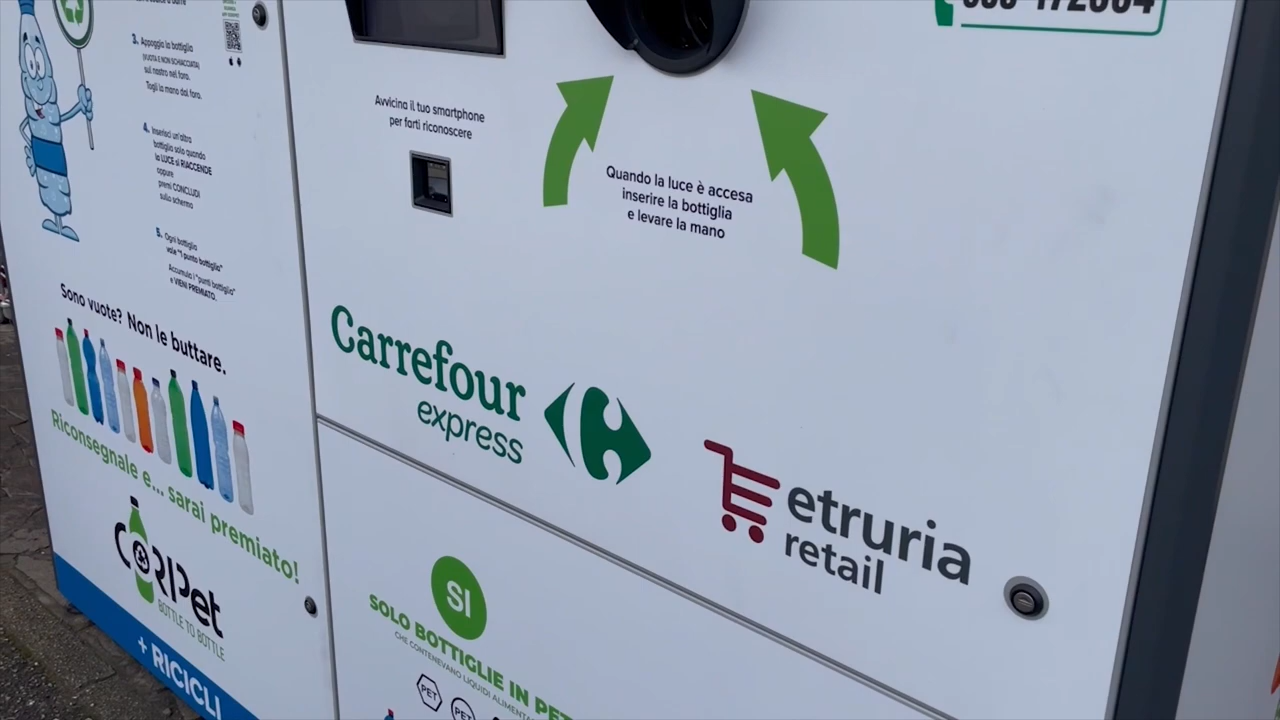 3. Appoggia la bottiglia
(VUOTA E NON SCHIACCIATA)
sul nastro nel foro.
Togli la mano dal foro.
4. Inserisci un'altra
bottiglia solo quando
la LUCE si RIACCENDE
oppure
premi CONCLUDI
sullo schermo
5. Ogni bottiglia
vale "1 punto bottiglia"
Accumula i "punti bottiglia"
e VIENI PREMIATO.
Sono vuote? Non le buttare.
Riconsegnale e... sarai premiato!
CORIPet
BOTTLE TO BOTTLE
+ RICICLI
Avvicina il tuo smartphone
per farti riconoscere
Quando la luce è accesa
inserire la bottiglia
e levare la mano
Carrefour
express
etruria
retail
SI
SOLO BOTTIGLIE IN PET
CHE CONTENEVANO LIQUIDI
PET
PET